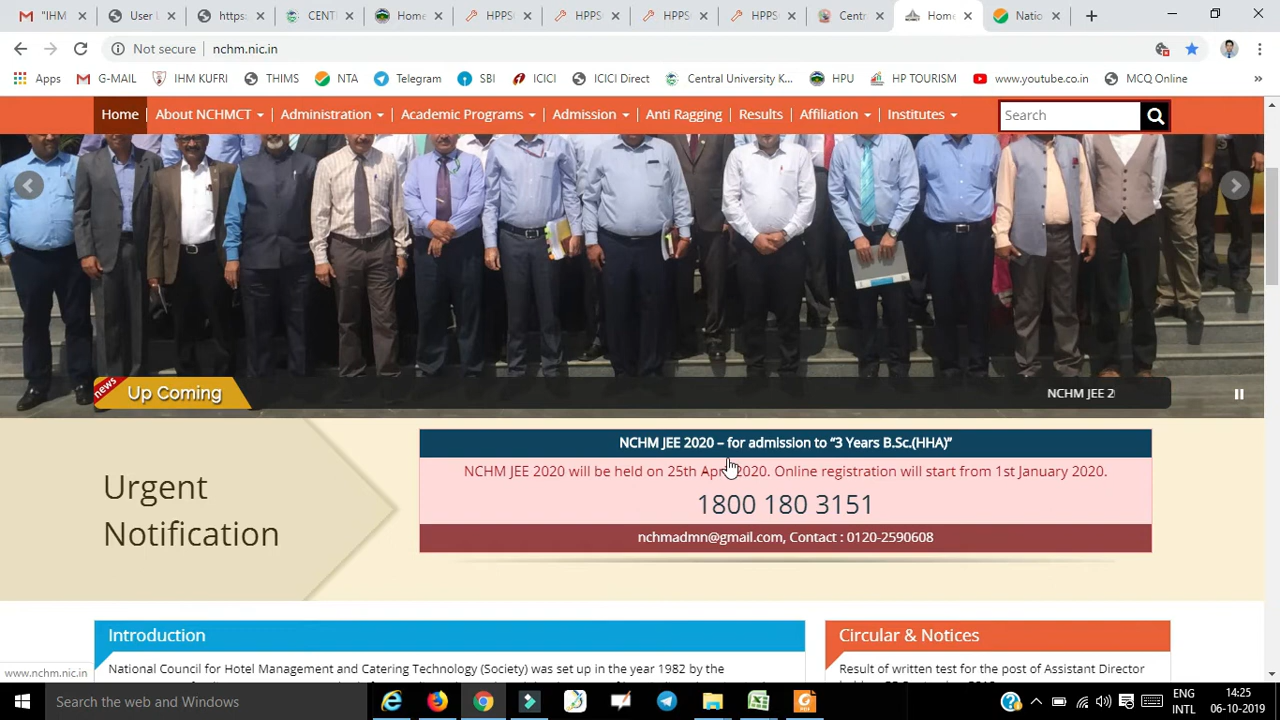 "IHM
User L
https:
CENTI
Home
HPPS
HPPS
HPPS
HPPS
Centr
Home
Natio
Not secure
nchm.nic.in
Apps
G-MAIL
IHM KUFRI
THIMS
NTA
Telegram
SBI
ICICI
ICICI Direct
Central University K...
HPU
HP TOURISM
www.youtube.co.in
MCQ Online
»
Home
About NCHMCT
Administration
Academic Programs
Admission
Anti Ragging
Results
Affiliation
Institutes
Search
news
Up Coming
NCHM JEE 2
Urgent
Notification
NCHM JEE 2020 – for admission to “3 Years B.Sc.(HHA)”
NCHM JEE 2020 will be held on 25th Apr 2020. Online registration will start from 1st January 2020.
1800 180 3151
nchmadmn@gmail.com, Contact : 0120-2590608
Introduction
National Council for Hotel Management and Catering Technology (Society) was set up in the year 1982 by the
Circular & Notices
Result of written test for the post of Assistant Director
www.nchm.nic.in
Search the web and Windows
ENG
INTL
14:25
06-10-2019